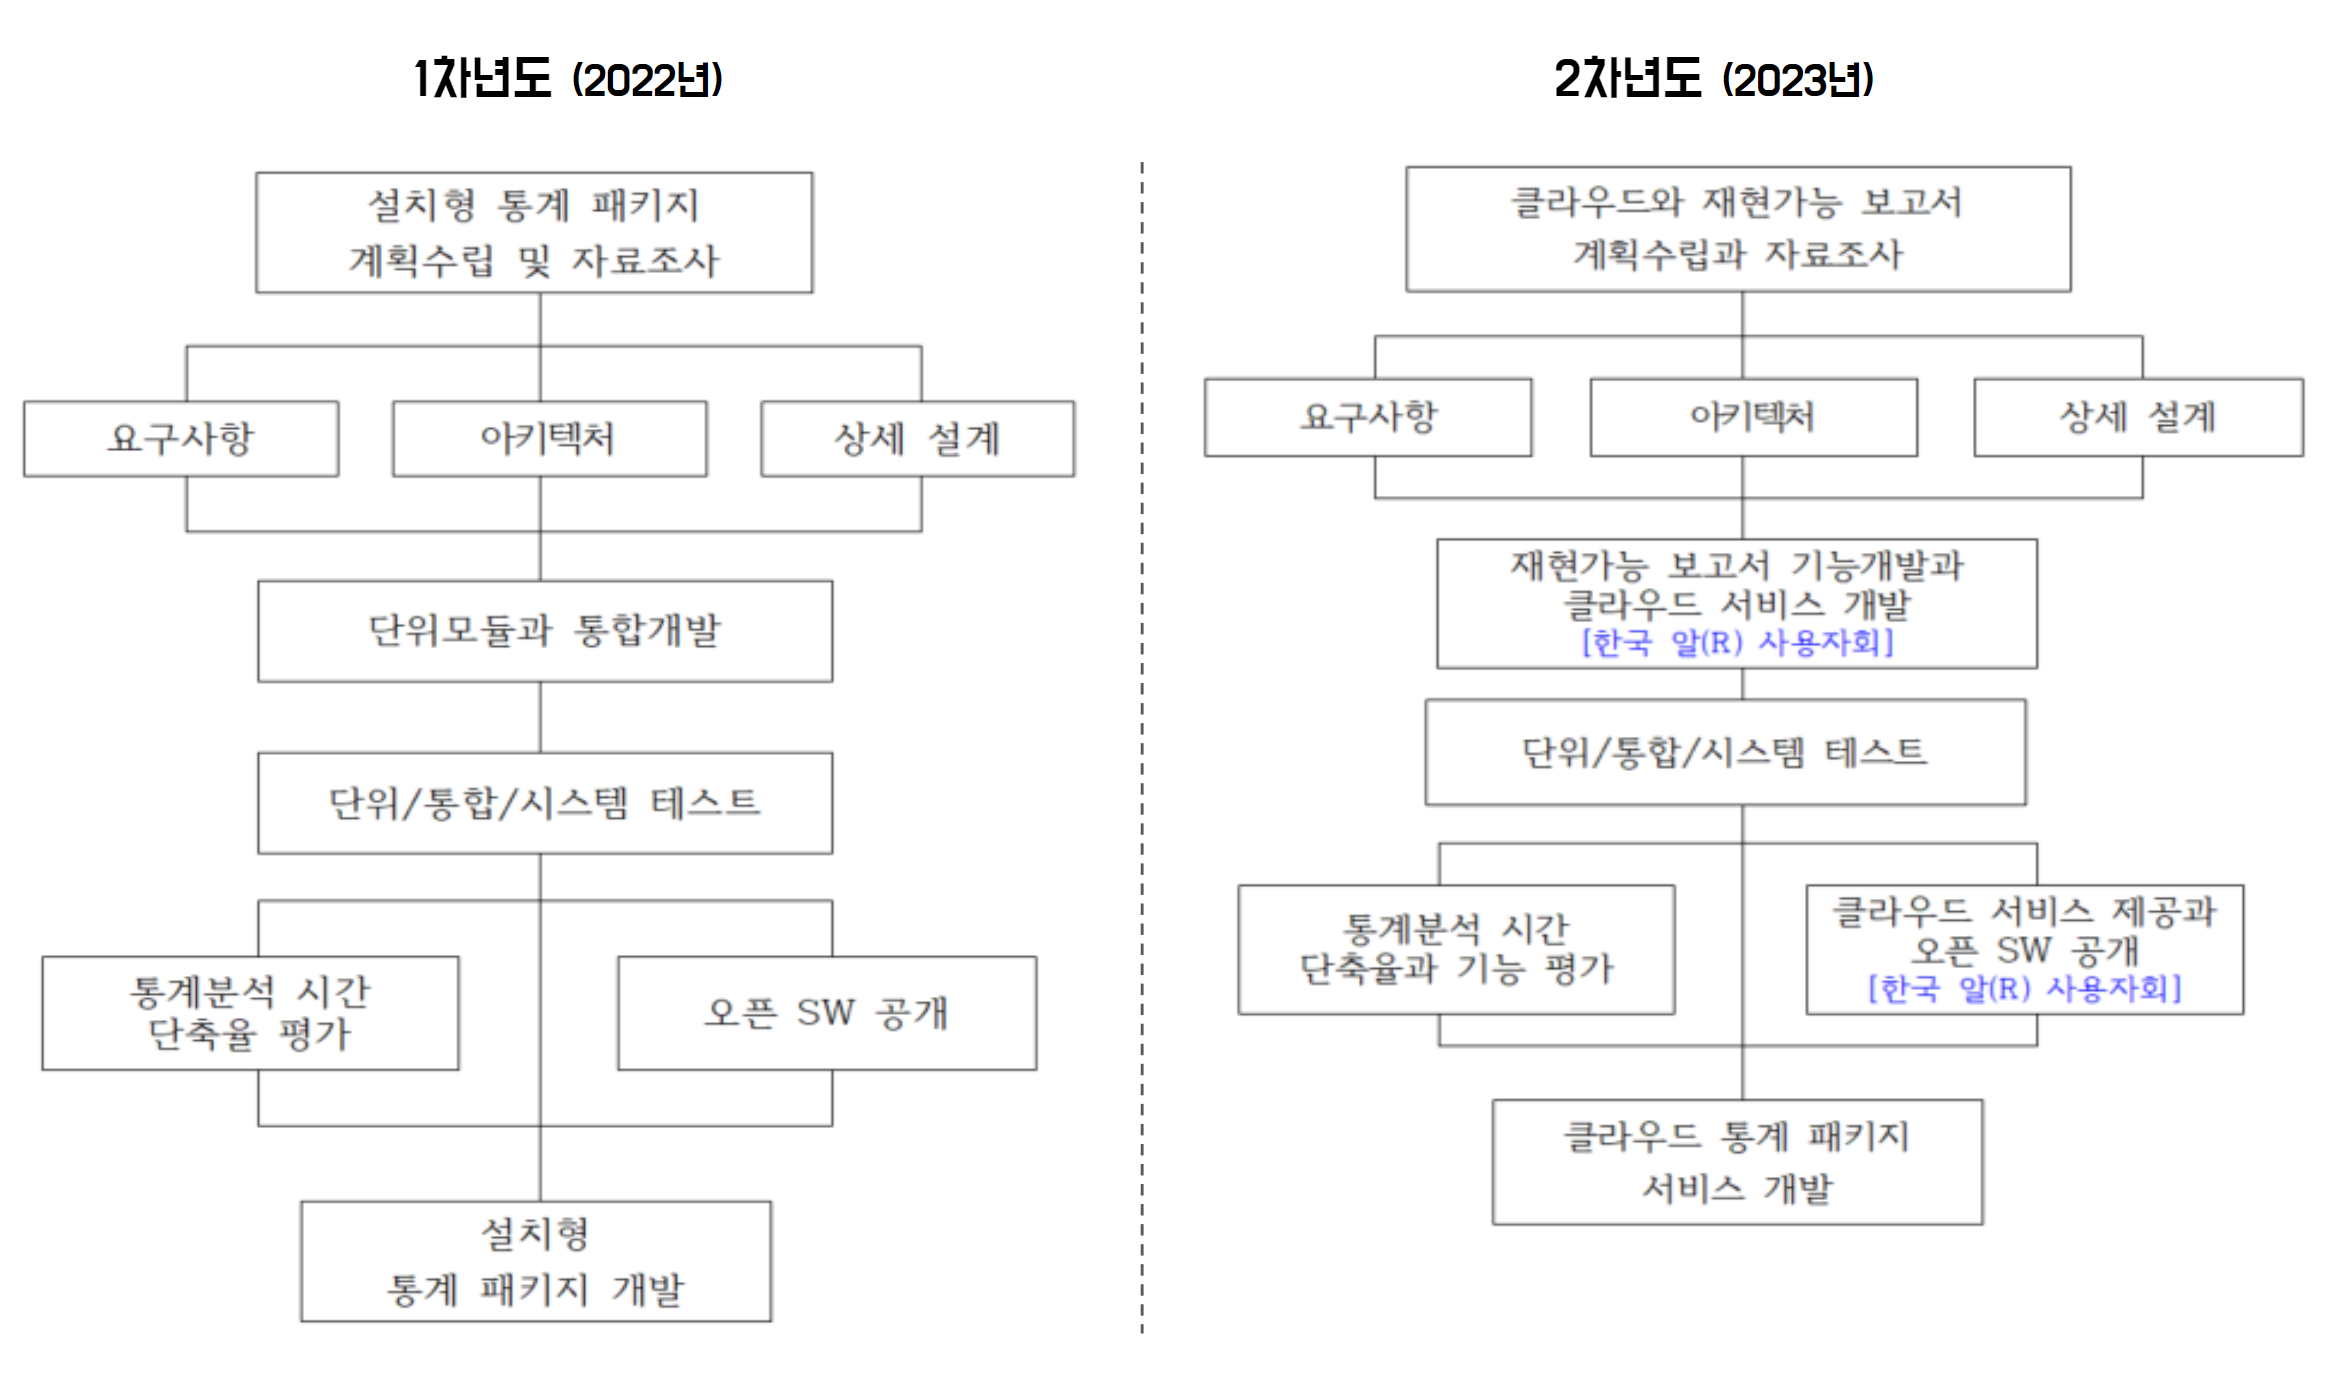 1차년도 (2022년)
설치형 통계 패키지
계획수립 및 자료조사
요구사항
아키텍처
상세 설계
단위모듈과 통합개발
단위/통합/시스템 테스트
통계분석 시간
단축율 평가
오픈 SW 공개
설치형
통계 패키지 개발
2차년도 (2023년)
클라우드와 재현가능 보고서
계획수립과 자료조사
요구사항
아키텍처
상세 설계
재현가능 보고서 기능개발과
클라우드 서비스 개발
[한국 알(R) 사용자회]
단위/통합/시스템 테스트
통계분석 시간
단축율과 기능 평가
클라우드 서비스 제공과
오픈 SW 공개
[한국 알(R) 사용자회]
클라우드 통계 패키지
서비스 개발